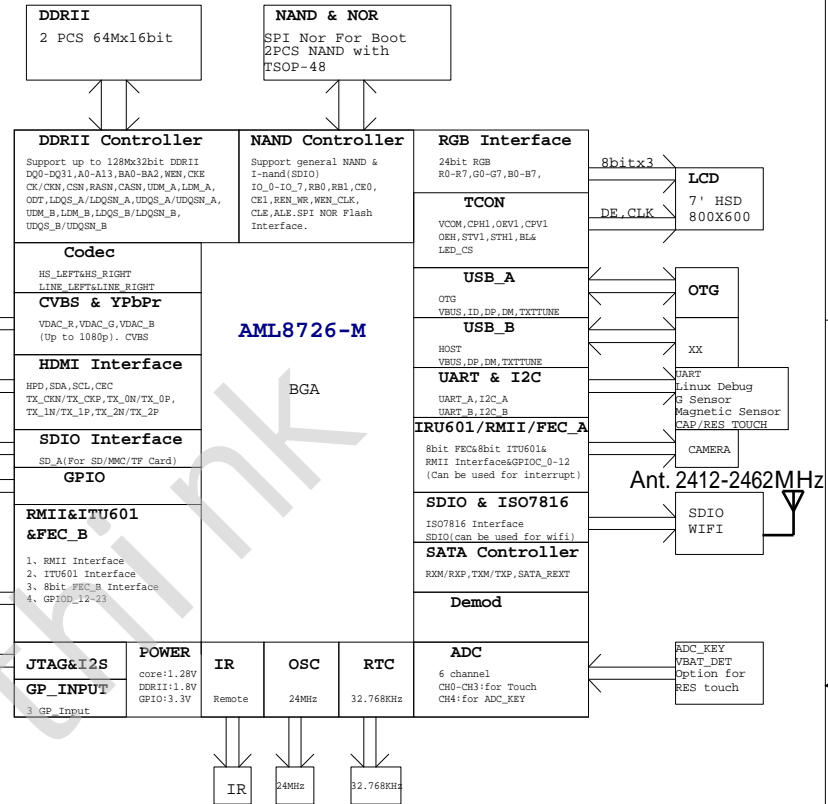 DDRII
2 PCS 64Mx16bit
NAND & NOR
SPI Nor For Boot
2PCS NAND with
TSOP-48
DDRII Controller
Support up to 128Mx32bit DDRII
DQ0-DQ31,A0-A13,BA0-BA2,WEN,CKE
CK/CKN,CSN,RASN,CASN,UDM_A,LDM_A,
ODT,LDQS_A/LDQSN_A,UDQS_A/UDQSN_A,
UDM_B,LDM_B,LDQS_B/LDQSN_B,
UDQS_B/UDQSN_B
NAND Controller
Support general NAND &
I-nand(SDIO)
IO_0-IO_7,RB0,RB1,CE0,
CE1,REN_WR,WEN_CLK,
CLE,ALE.SPI NOR Flash
Interface.
RGB Interface
24bit RGB
R0-R7,G0-G7,B0-B7,
8bitx3
LCD
7' HSD
800X600
TCON
VCOM,CPH1,OEV1,CPV1
OEH,STV1,STH1,BL&
LED_CS
DE,CLK
Codec
HS_LEFT&HS_RIGHT
LINE_LEFT&LINE_RIGHT
USB_A
OTG
VBUS,ID,DP,DM,TXTTUNE
OTG
CVBS & YPbPr
VDAC_R,VDAC_G,VDAC_B
(Up to 1080p). CVBS
AML8726-M
BGA
USB_B
HOST
VBUS,DP,DM,TXTTUNE
XX
HDMI Interface
HPD,SDA,SCL,CEC
TX_CKN/TX_CKP,TX_0N/TX_0P,
TX_1N/TX_1P,TX_2N/TX_2P
UART & I2C
UART_A,I2C_A
UART_B,I2C_B
UART
Linux Debug
G Sensor
Magnetic Sensor
CAP/RES TOUCH
SDIO Interface
SD_A(For SD/MMC/TF Card)
IRU601/RMII/FEC_A
8bit FEC&8bit ITU601&
RMII Interface&GPIOC_0-12
(Can be used for interrupt)
CAMERA
GPIO
Ant. 2412-2462MHz
RMII&ITU601
&FEC_B
1、RMII Interface
2、ITU601 Interface
3、8bit FEC_B Interface
4、GPIOD_12-23
SDIO & ISO7816
ISO7816 Interface
SDIO(can be used for wifi)
SDIO
WIFI
SATA Controller
RXM/RXP,TXM/TXP,SATA_REXT
Demod
JTAG&I2S
GP_INPUT
3 GP_Input
POWER
core:1.28V
DDRII:1.8V
GPIO:3.3V
IR
Remote
OSC
24MHz
RTC
32.768KHz
ADC
6 channel
CH0-CH3:for Touch
CH4:for ADC_KEY
ADC_KEY
VBAT_DET
Option for
RES touch
IR
24MHz
32.768KHz
think